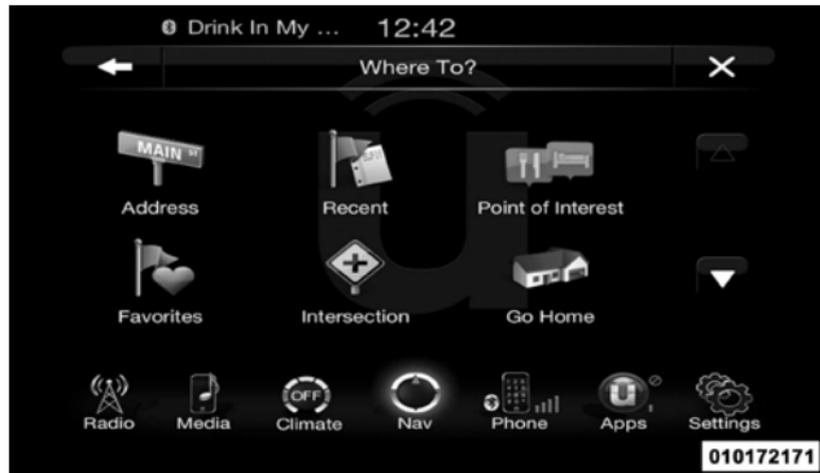 Drink In My ... 12:42
Where To?
MAIN ST
Address Recent Point of Interest
Favorites Intersection Go Home
OFF
Radio Media Climate Nav Phone Apps Settings
010172171